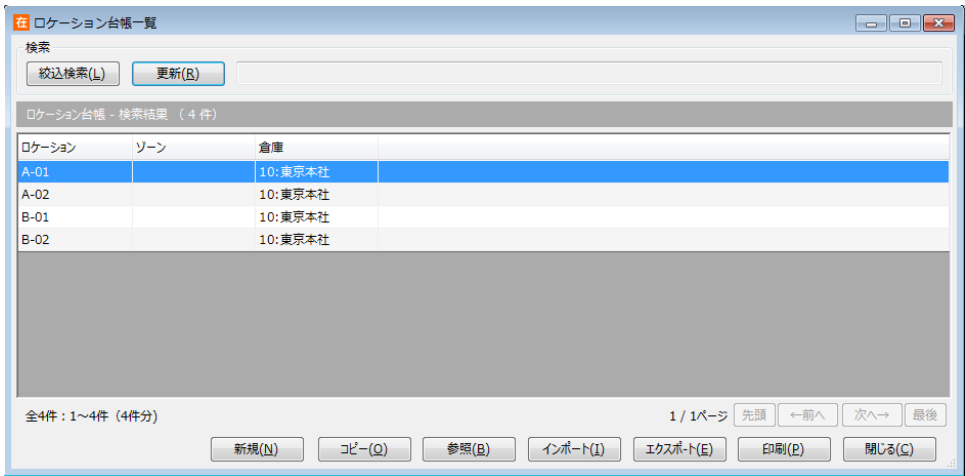 在 ロケーション台帳一覧
検索
絞込検索(L) 更新(R)
ロケーション台帳 - 検索結果 （ 4 件）
ロケーション ゾーン 倉庫
A-01 10:東京本社
A-02 10:東京本社
B-01 10:東京本社
B-02 10:東京本社
全4件 : 1～4件 (4件分) 1 / 1ページ 先頭 ←前へ 次へ→ 最後
新規(N) コピー(O) 参照(B) インポート(I) エクスポート(E) 印刷(P) 閉じる(C)